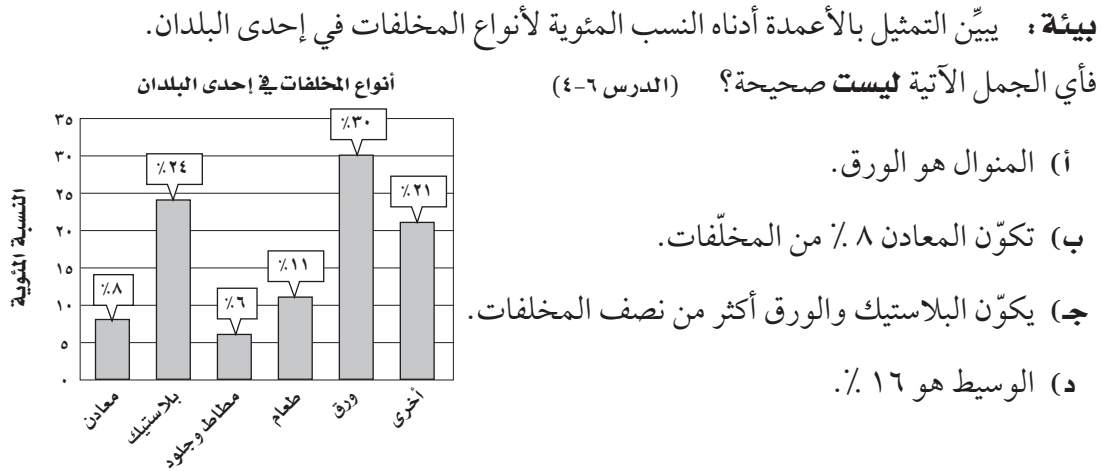 بيئة : يبيِّن التمثيل بالأعمدة أدناه النسب المئوية لأنواع المخلفات في إحدى البلدان.
فأي الجمل الآتية ليست صحيحة؟ (الدرس ٦-٤)
أ) المنوال هو الورق.
ب) تكوّن المعادن ٨ ٪ من المخلّفات.
جـ) يكوّن البلاستيك والورق أكثر من نصف المخلفات.
د) الوسيط هو ١٦ ٪.
أنواع المخلفات في إحدى البلدان
النسبة المئوية
٣٥
٣٠
٢٥
٢٠
١٥
١٠
٥
٠
٨٪
٢٤٪
٦٪
١١٪
٣٠٪
٢١٪
معادن
بلاستيك
مطاط وجلود
طعام
ورق
أخرى